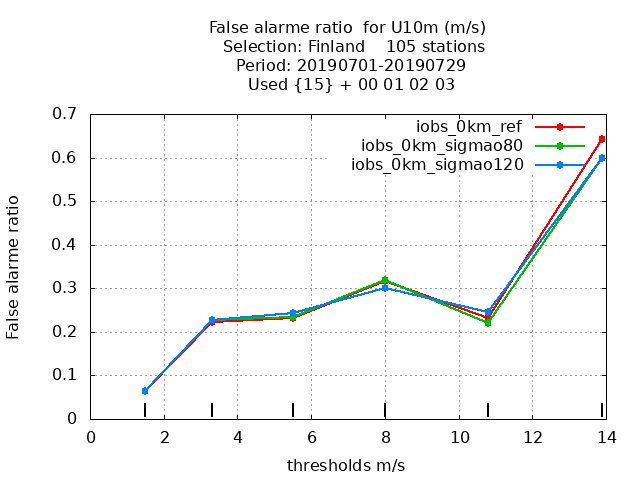 False alarme ratio  for U10m (m/s)
Selection: Finland    105 stations
Period: 20190701-20190729
Used {15} + 00 01 02 03
iobs_0km_ref
iobs_0km_sigmao80
iobs_0km_sigmao120
False alarme ratio
0.7
0.6
0.5
0.4
0.3
0.2
0.1
0
0 2 4 6 8 10 12 14
thresholds m/s